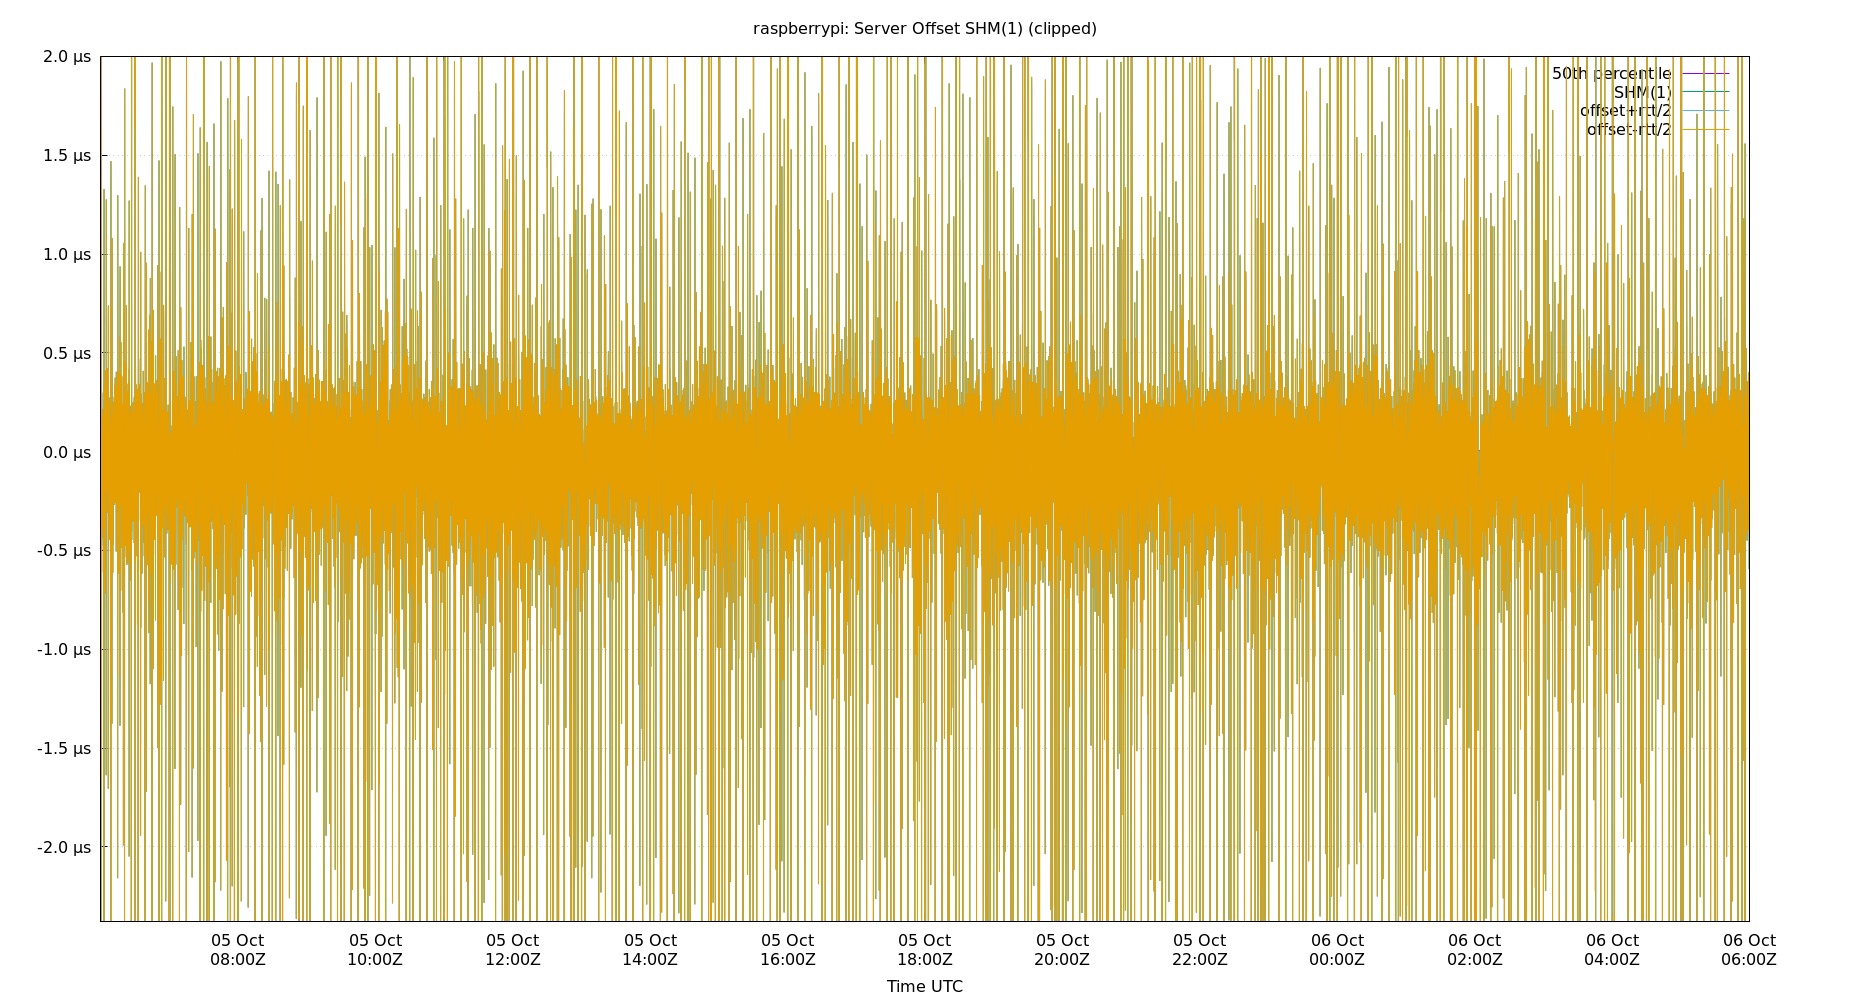 raspberrypi: Server Offset SHM(1) (clipped)
2.0 µs
1.5 µs
1.0 µs
0.5 µs
0.0 µs
-0.5 µs
-1.0 µs
-1.5 µs
-2.0 µs
50th percentile
SHM(1)
offset+rtt/2
offset-rtt/2
05 Oct 05 Oct 05 Oct 05 Oct 05 Oct 05 Oct 05 Oct 05 Oct 06 Oct 06 Oct 06 Oct 06 Oct
08:00Z 10:00Z 12:00Z 14:00Z 16:00Z 18:00Z 20:00Z 22:00Z 00:00Z 02:00Z 04:00Z 06:00Z
Time UTC